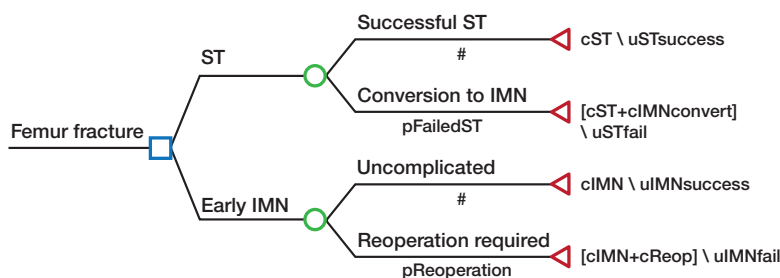 Successful ST
cST \ uSTsuccess
#
ST
Conversion to IMN
[cST+cIMNconvert]
\ uSTfail
pFailedST
Femur fracture
Uncomplicated
cIMN \ uIMNsuccess
#
Early IMN
Reoperation required
[cIMN+cReop] \ uIMNfail
pReoperation